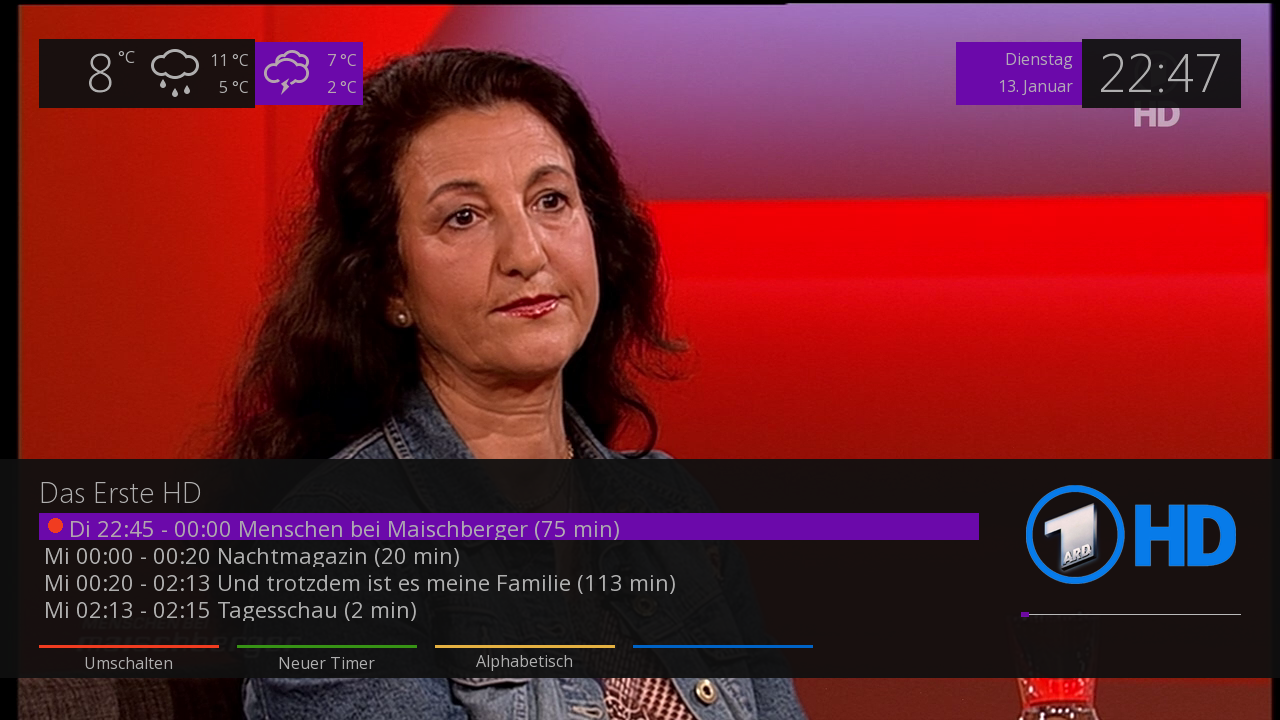 8 °C
11 °C
5 °C
7 °C
2 °C
Dienstag
13. Januar
22:47
HD
Das Erste HD
Di 22:45 - 00:00 Menschen bei Maischberger (75 min)
Mi 00:00 - 00:20 Nachtmagazin (20 min)
Mi 00:20 - 02:13 Und trotzdem ist es meine Familie (113 min)
Mi 02:13 - 02:15 Tagesschau (2 min)
1 ARD HD
maischberger
Umschalten
Neuer Timer
Alphabetisch